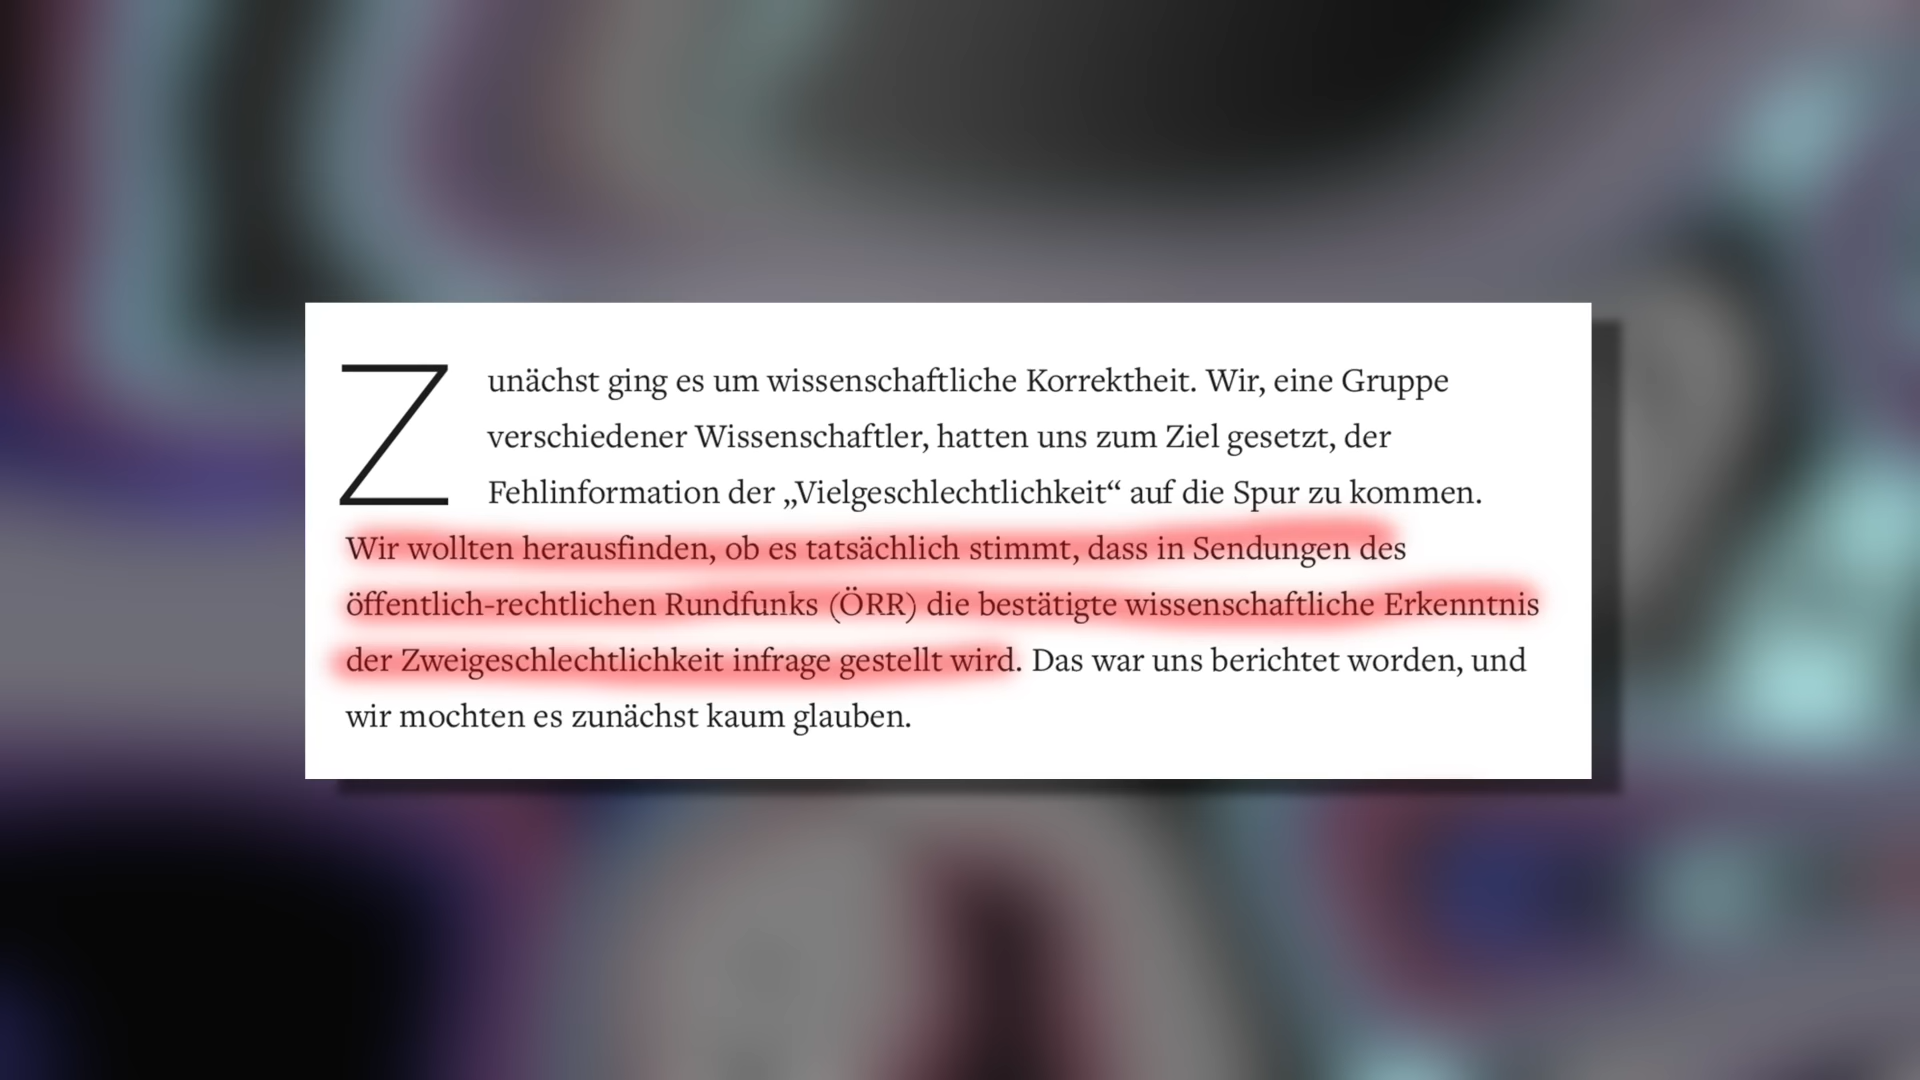 Zunächst ging es um wissenschaftliche Korrektheit. Wir, eine Gruppe
verschiedener Wissenschaftler, hatten uns zum Ziel gesetzt, der
Fehlinformation der „Vielgeschlechtlichkeit“ auf die Spur zu kommen.
Wir wollten herausfinden, ob es tatsächlich stimmt, dass in Sendungen des
öffentlich-rechtlichen Rundfunks (ÖRR) die bestätigte wissenschaftliche Erkenntnis
der Zweigeschlechtlichkeit infrage gestellt wird. Das war uns berichtet worden, und
wir mochten es zunächst kaum glauben.